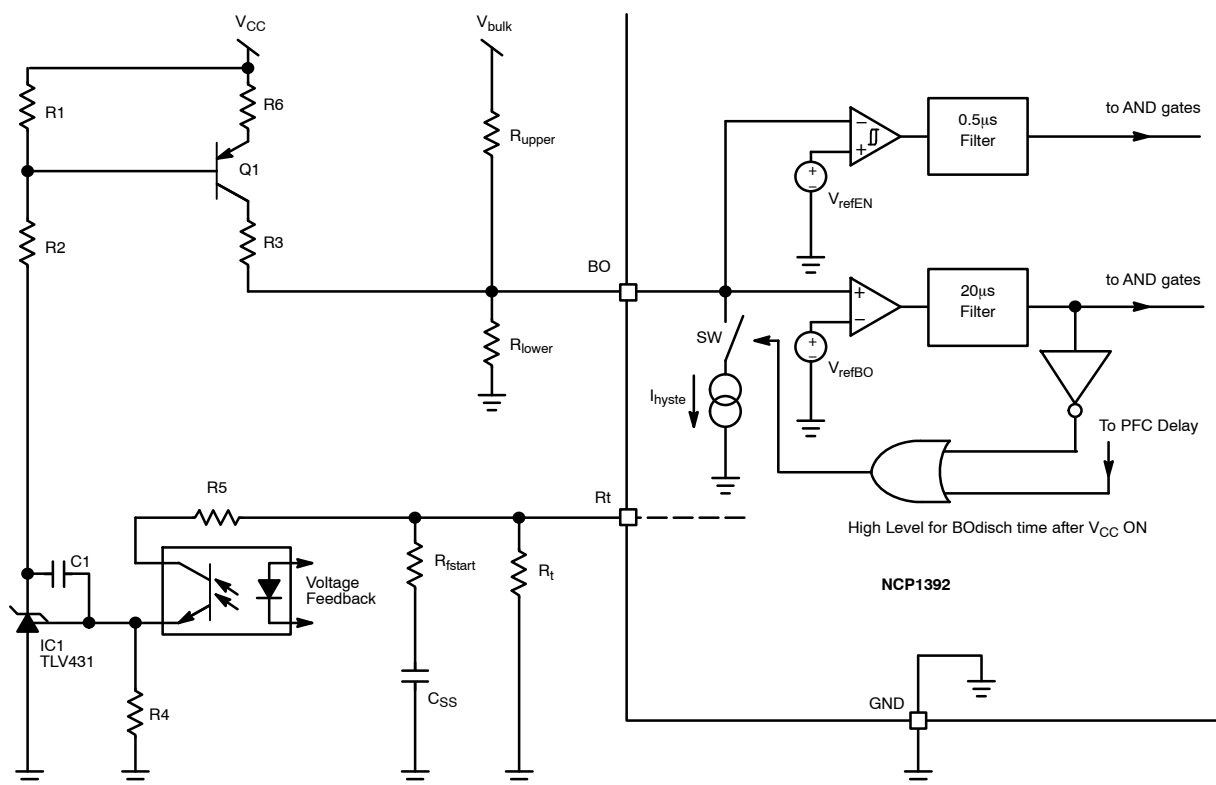 VCC
Vbulk
R1
R6
Rupper
Q1
R2
R3
BO
Rlower
0.5μs
Filter
to AND gates
VrefEN
20μs
Filter
to AND gates
SW
VrefBO
Ihyste
To PFC Delay
High Level for BOdisch time after VCC ON
NCP1392
R5
Rt
C1
Voltage
Feedback
Rfstart
Rt
IC1
TLV431
R4
CSS
GND
+
−
+
−
−
+
+
−